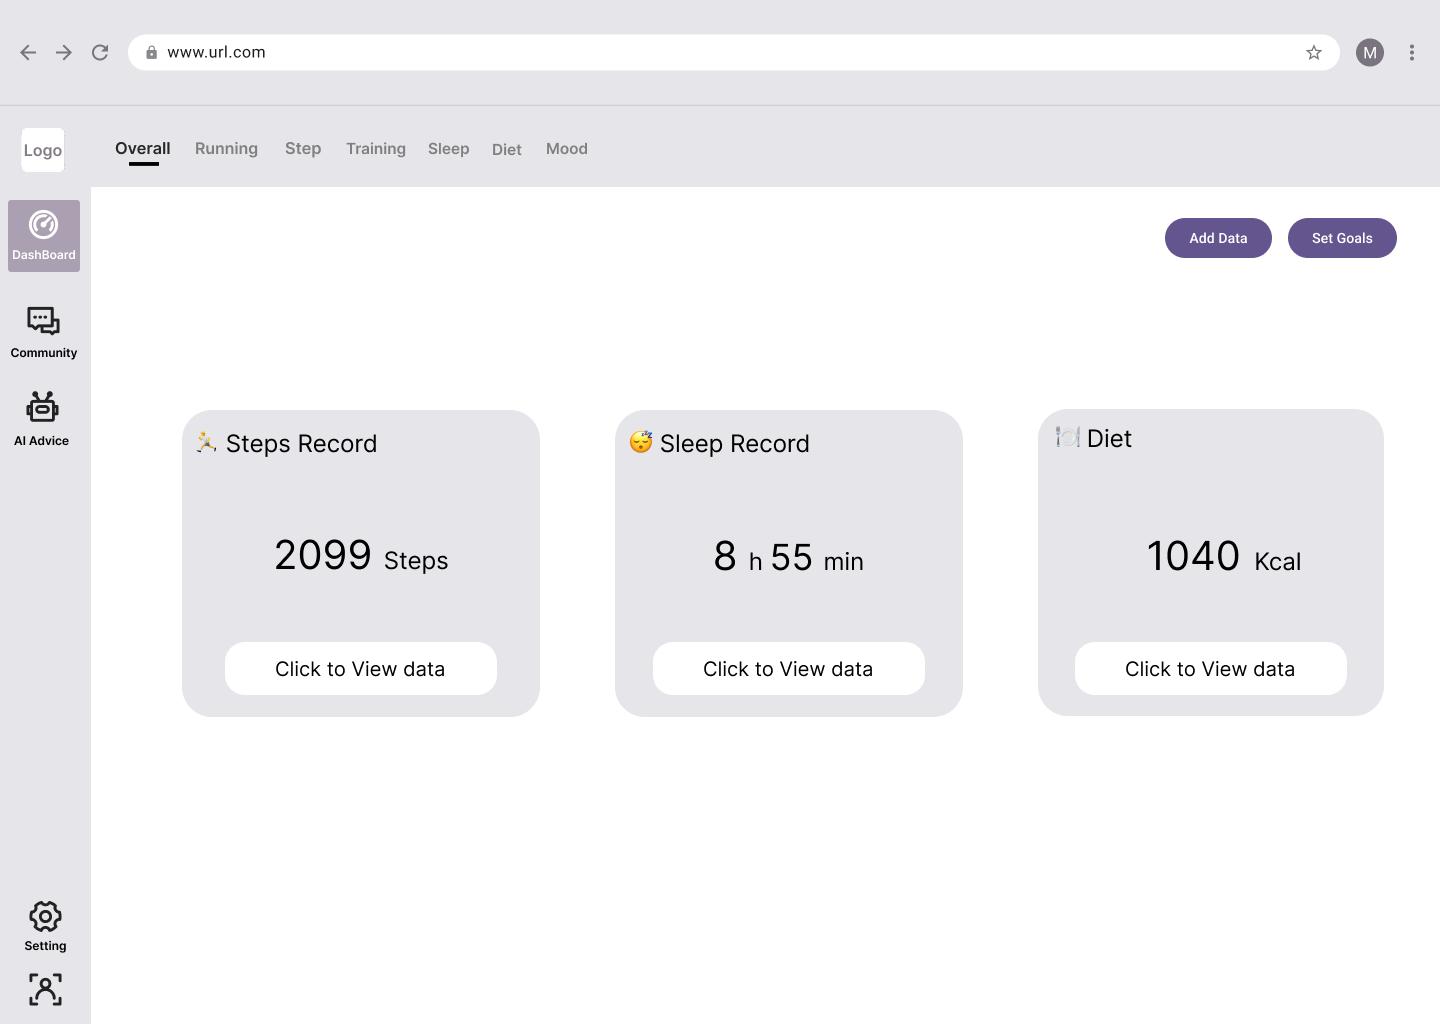 www.url.com
M
Logo
Overall Running Step Training Sleep Diet Mood
DashBoard
Add Data Set Goals
Community
AI Advice
Steps Record
2099 Steps
Click to View data
Sleep Record
8 h 55 min
Click to View data
Diet
1040 Kcal
Click to View data
Setting